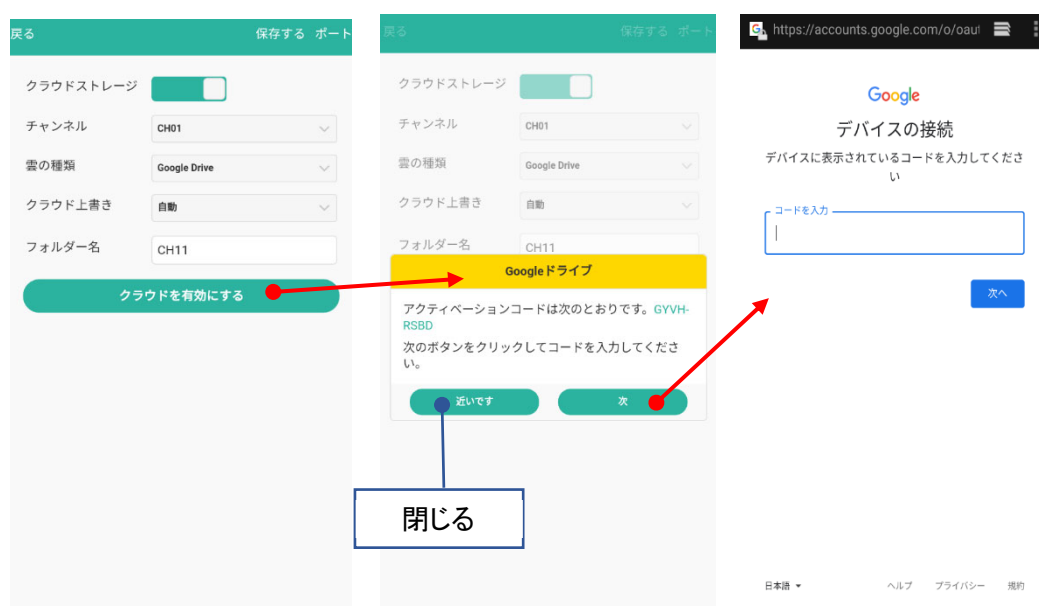 戻る
保存する ポート
クラウドストレージ
チャンネル
CH01
雲の種類
Google Drive
クラウド上書き
自動
フォルダー名
CH11
クラウドを有効にする
戻る
保存する ポート
クラウドストレージ
チャンネル
CH01
雲の種類
Google Drive
クラウド上書き
自動
フォルダー名
CH11
Googleドライブ
アクティベーションコードは次のとおりです。GYVH-
RSBD
次のボタンをクリックしてコードを入力してくださ
い。
近いです
次
閉じる
https://accounts.google.com/o/oau
Google
デバイスの接続
デバイスに表示されているコードを入力してくださ
い
コードを入力
次へ
日本語
ヘルプ
プライバシー
規約